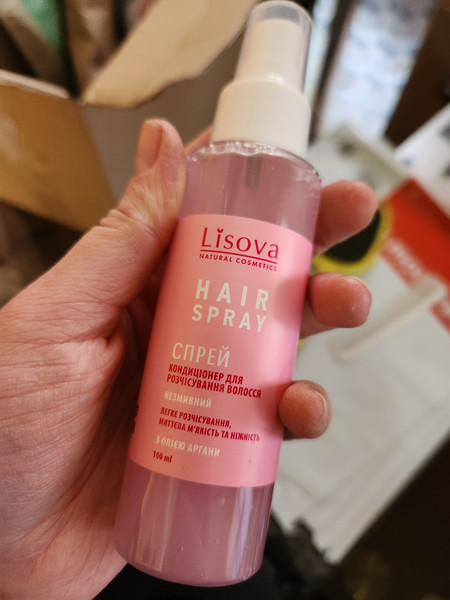 Lisova
NATURAL COSMETICS
HAIR
SPRAY
СПРЕЙ
КОНДИЦІОНЕР ДЛЯ
РОЗЧІСУВАННЯ ВОЛОССЯ
НЕЗМИВНИЙ
ЛЕГКЕ РОЗЧІСУВАННЯ,
МИТТЄВА М'ЯКІСТЬ ТА НІЖНІСТЬ
З ОЛІЄЮ АРГАНИ
100 ml